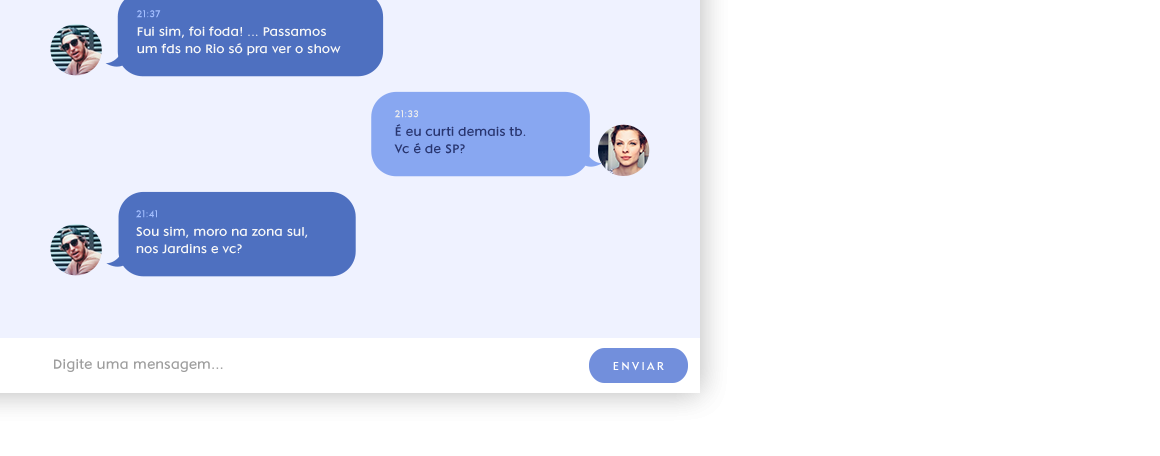 21:37
Fui sim, foi foda! ... Passamos
um fds no Rio só pra ver o show
21:33
É eu curti demais tb.
Vc é de SP?
21:41
Sou sim, moro na zona sul,
nos Jardins e vc?
Digite uma mensagem...
ENVIAR